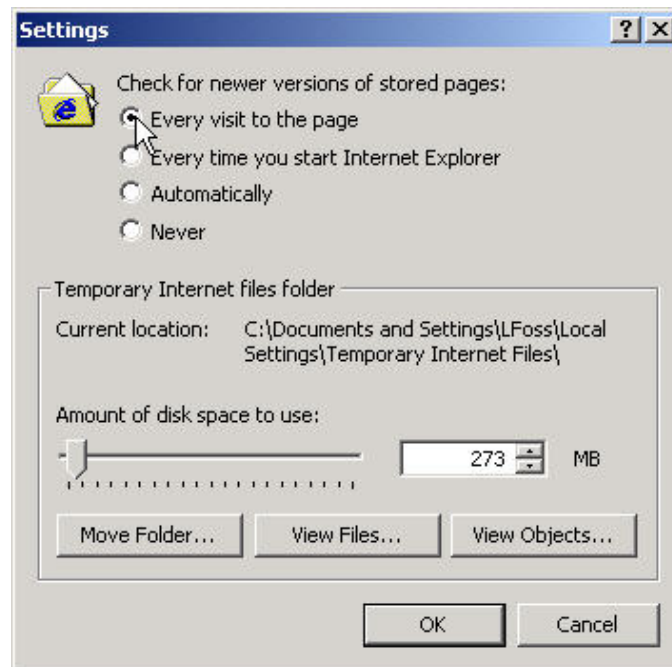 Settings
Check for newer versions of stored pages:
Every visit to the page
Every time you start Internet Explorer
Automatically
Never
Temporary Internet files folder
Current location: C:\Documents and Settings\LFoss\Local
Settings\Temporary Internet Files\
Amount of disk space to use:
273 MB
Move Folder... View Files... View Objects...
OK Cancel